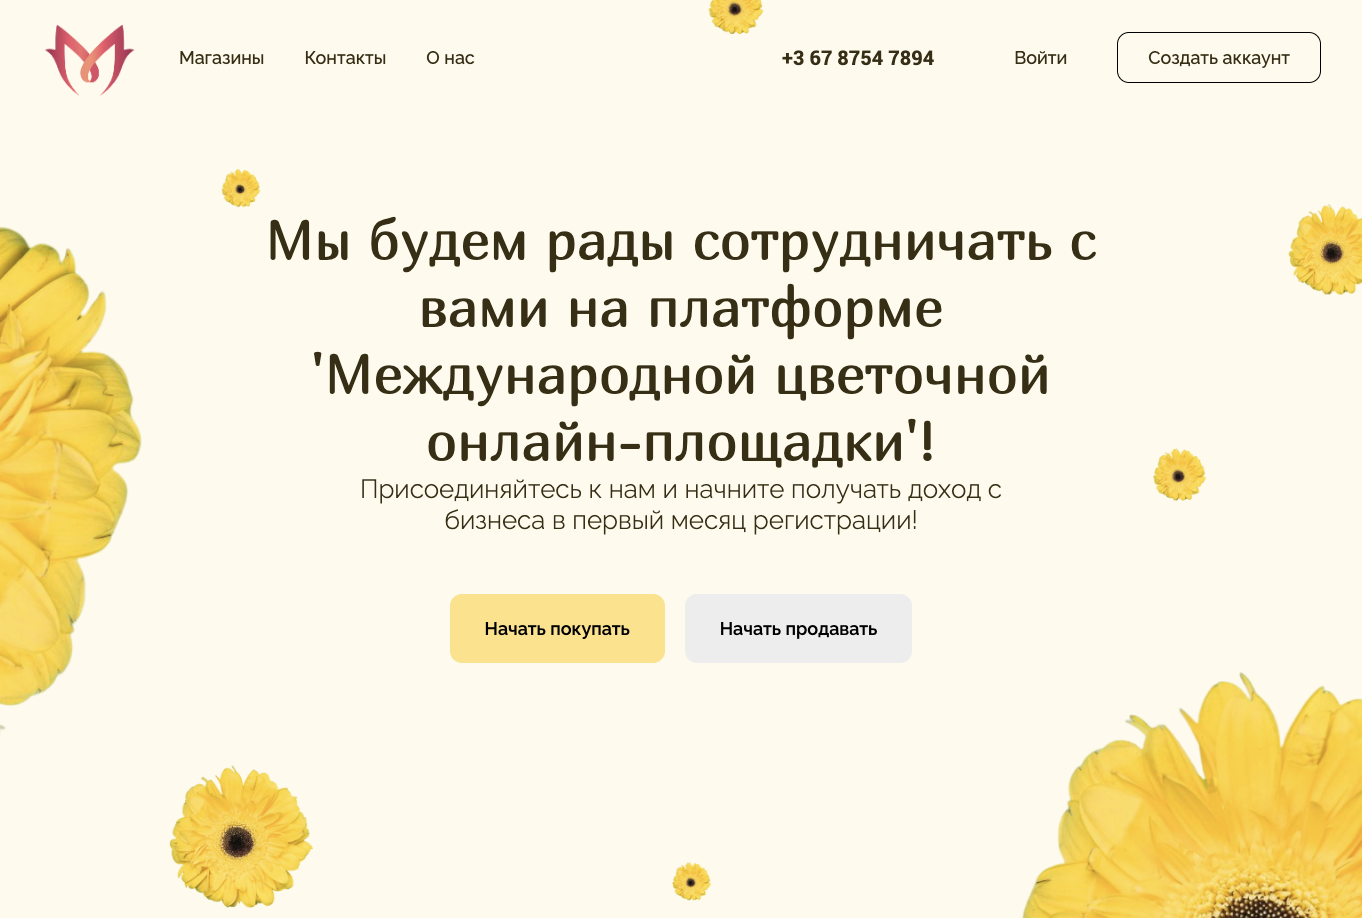 Магазины Контакты О нас +3 67 8754 7894 Войти Создать аккаунт
Мы будем рады сотрудничать с
вами на платформе
'Международной цветочной
онлайн-площадки'!
Присоединяйтесь к нам и начните получать доход с
бизнеса в первый месяц регистрации!
Начать покупать Начать продавать